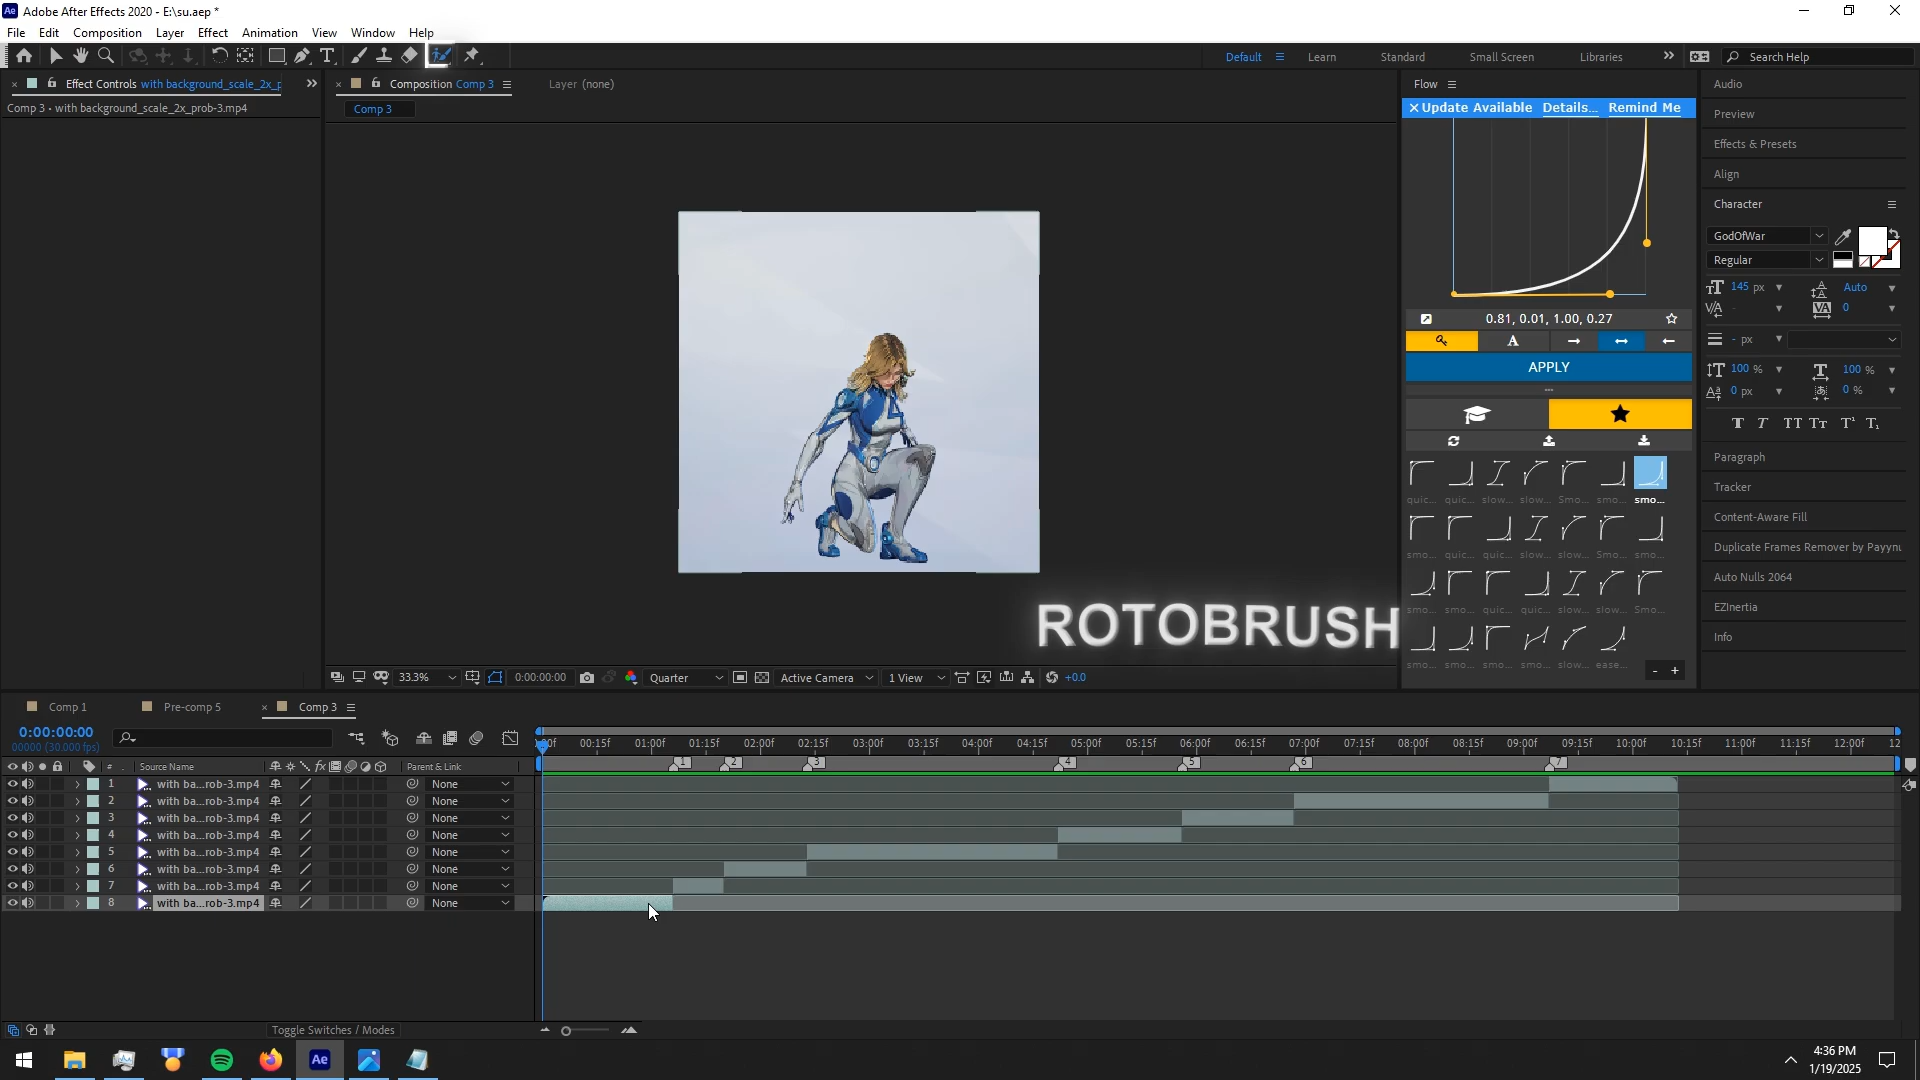 Adobe After Effects 2020 - E:\su.aep *
File Edit Composition Layer Effect Animation View Window Help
Default Learn Standard Small Screen Libraries Search Help
Effect Controls with background_scale_2x_p
Composition Comp 3
Layer (none)
Flow
Audio
Comp 3 • with background_scale_2x_prob-3.mp4
Comp 3
Update Available Details... Remind Me
Preview
Effects & Presets
Align
Character
GodOfWar
Regular
145 px Auto
0
- px
100 % 100 %
0 px 0 %
Paragraph
Tracker
Content-Aware Fill
Duplicate Frames Remover by Payynu
Auto Nulls 2064
EZInertia
Info
0.81, 0.01, 1.00, 0.27
APPLY
quic... quic... slow... slow... Smo... smo... smo...
smo... quic... quic... slow... slow... Smo... smo...
smo... smo... quic... quic... slow... slow... Smo...
smo... smo... smo... smo... slow... ease...
ROTOBRUSH
33.3% 0:00:00:00 Quarter Active Camera 1 View +0.0
Comp 1 Pre-comp 5 Comp 3
0:00:00:00
00000 (30.000 fps)
00:15f 01:00f 01:15f 02:00f 02:15f 03:00f 03:15f 04:00f 04:15f 05:00f 05:15f 06:00f 06:15f 07:00f 07:15f 08:00f 08:15f 09:00f 09:15f 10:00f 10:15f 11:00f 11:15f 12:00f 12
# Source Name Parent & Link
1 2 3 4 5 6 7
1 with ba...rob-3.mp4 None
2 with ba...rob-3.mp4 None
3 with ba...rob-3.mp4 None
4 with ba...rob-3.mp4 None
5 with ba...rob-3.mp4 None
6 with ba...rob-3.mp4 None
7 with ba...rob-3.mp4 None
8 with ba...rob-3.mp4 None
Toggle Switches / Modes
4:36 PM
1/19/2025